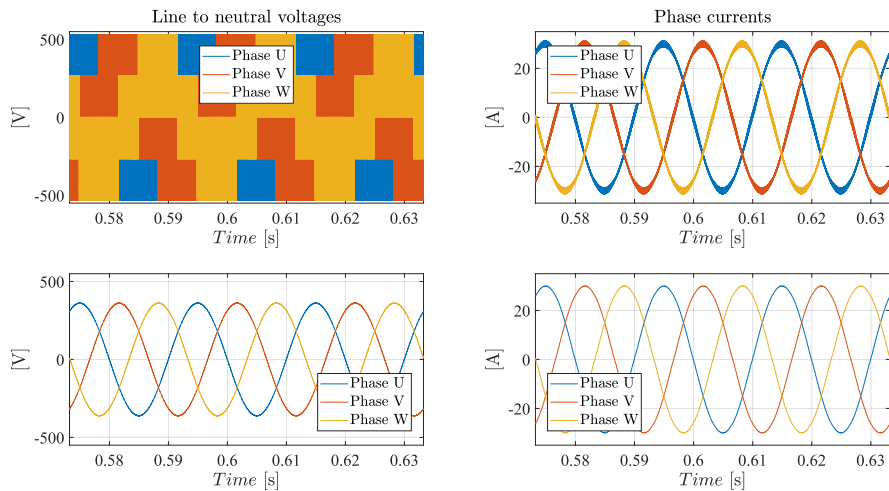 Line to neutral voltages
500
0
-500
[V]
Phase U
Phase V
Phase W
0.58 0.59 0.6 0.61 0.62 0.63
Time [s]
Phase currents
20
0
-20
[A]
Phase U
Phase V
Phase W
0.58 0.59 0.6 0.61 0.62 0.63
Time [s]
500
0
-500
[V]
Phase U
Phase V
Phase W
0.58 0.59 0.6 0.61 0.62 0.63
Time [s]
20
0
-20
[A]
Phase U
Phase V
Phase W
0.58 0.59 0.6 0.61 0.62 0.63
Time [s]